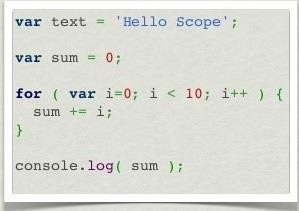 var text = 'Hello Scope';
var sum = 0;
for ( var i=0; i < 10; i++ ) {
sum += i;
}
console.log( sum );